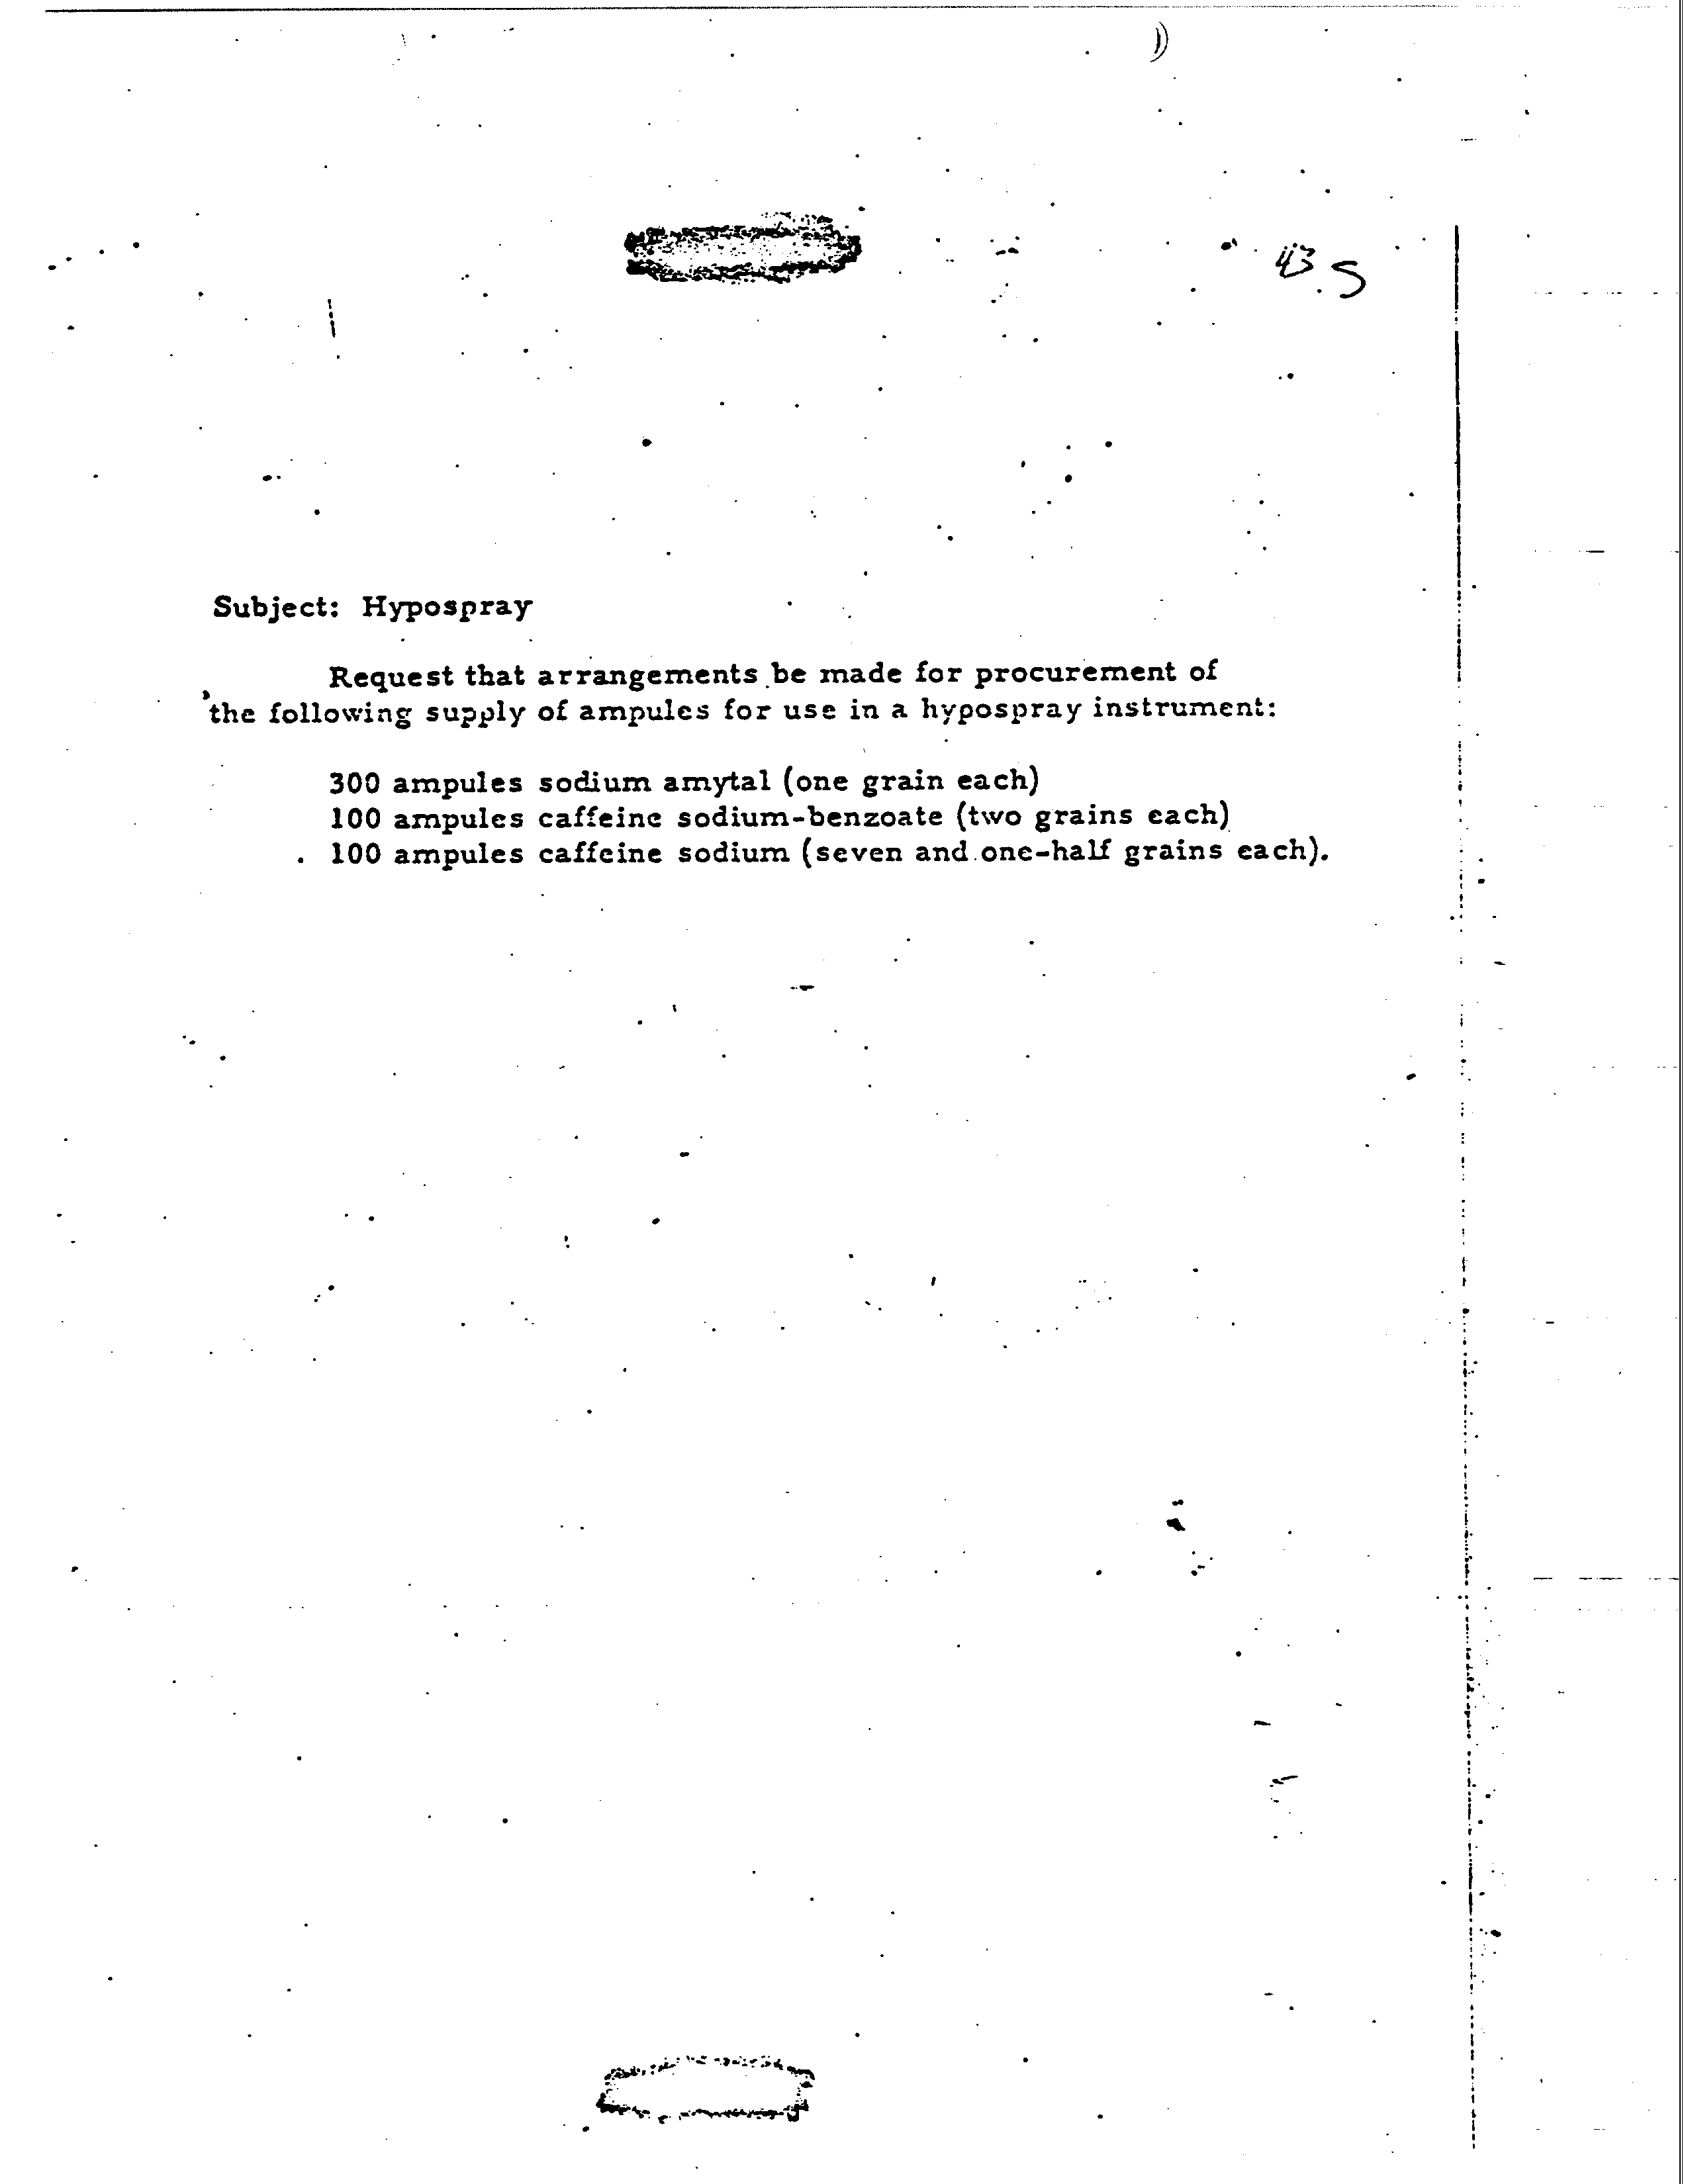 43.5
Subject: Hypospray
Request that arrangements be made for procurement of
the following supply of ampules for use in a hypospray instrument:
300 ampules sodium amytal (one grain each)
100 ampules caffeine sodium-benzoate (two grains each)
100 ampules caffeine sodium (seven and one-half grains each).